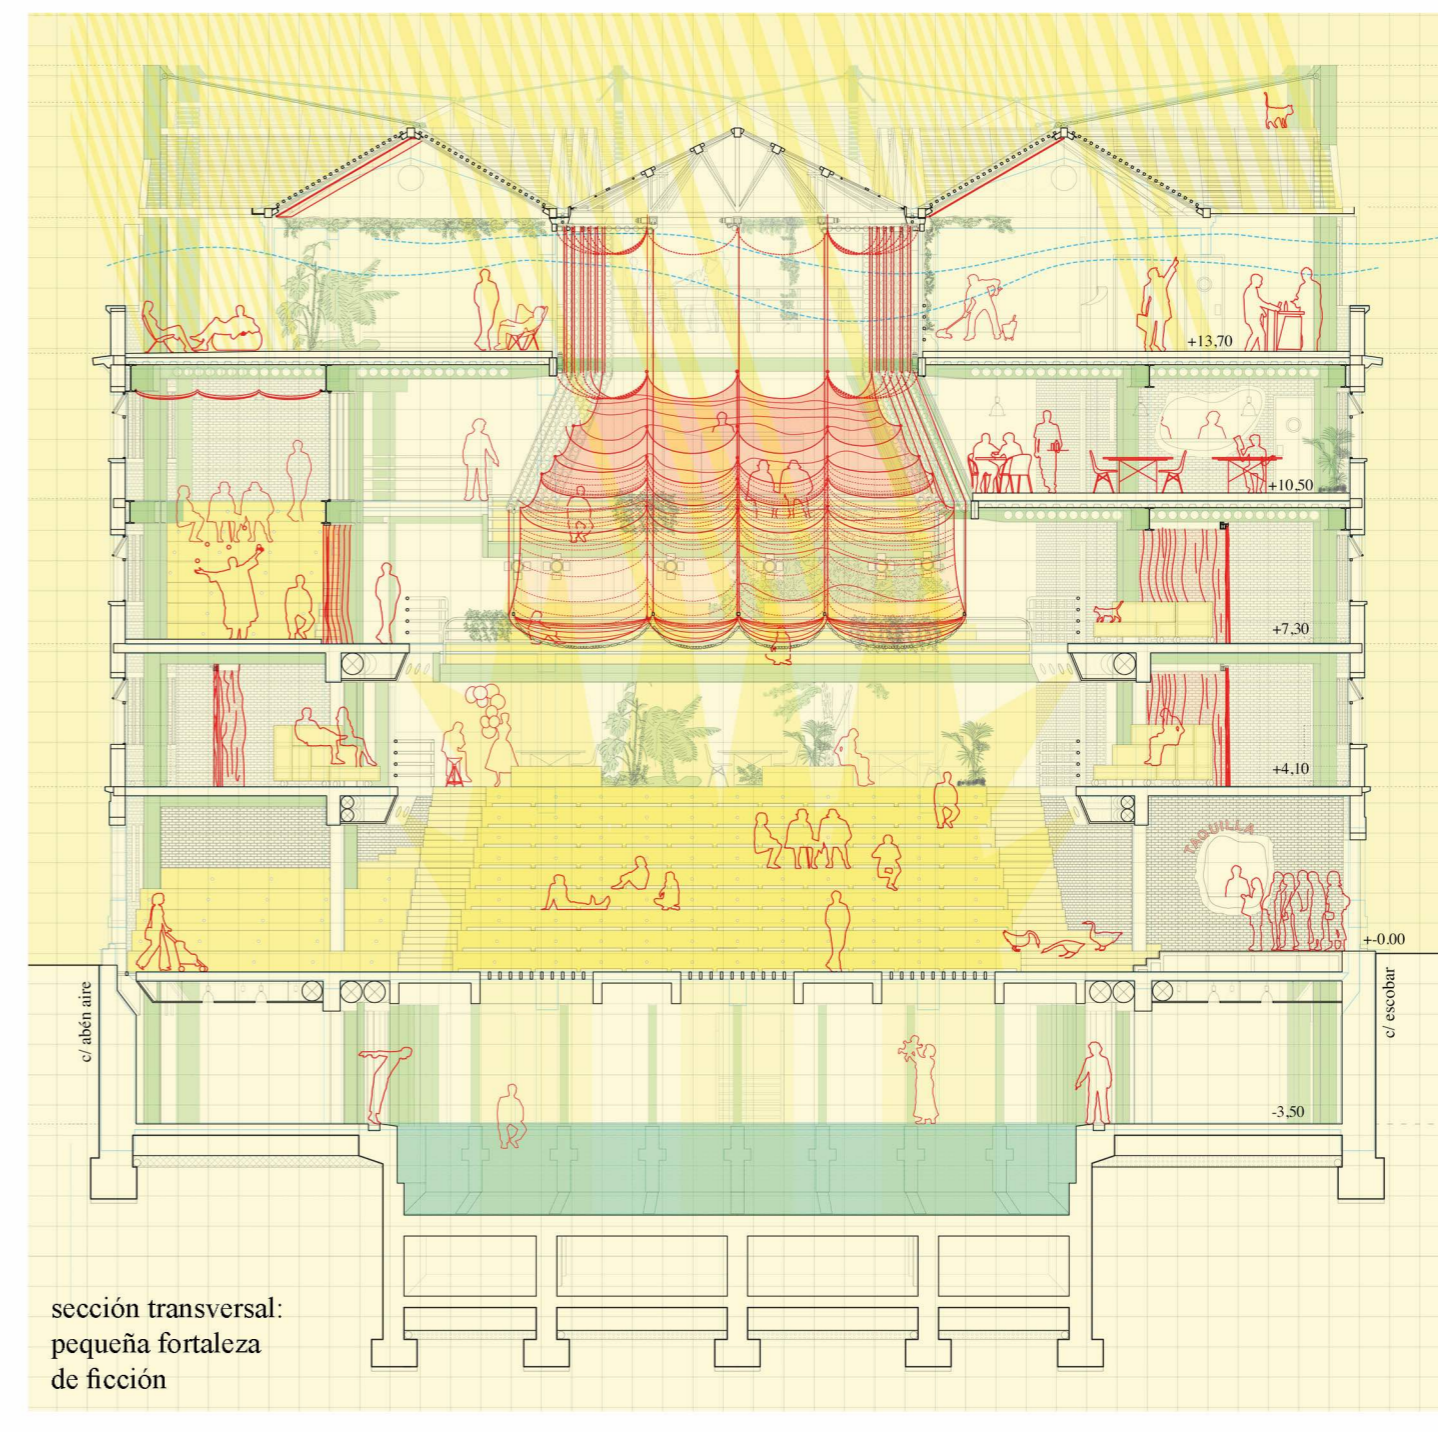 +13,70
+10,50
+7,30
+4,10
TAQUILLA
+-0.00
c/ abén aire
c/ escobar
-3,50
sección transversal:
pequeña fortaleza
de ficción